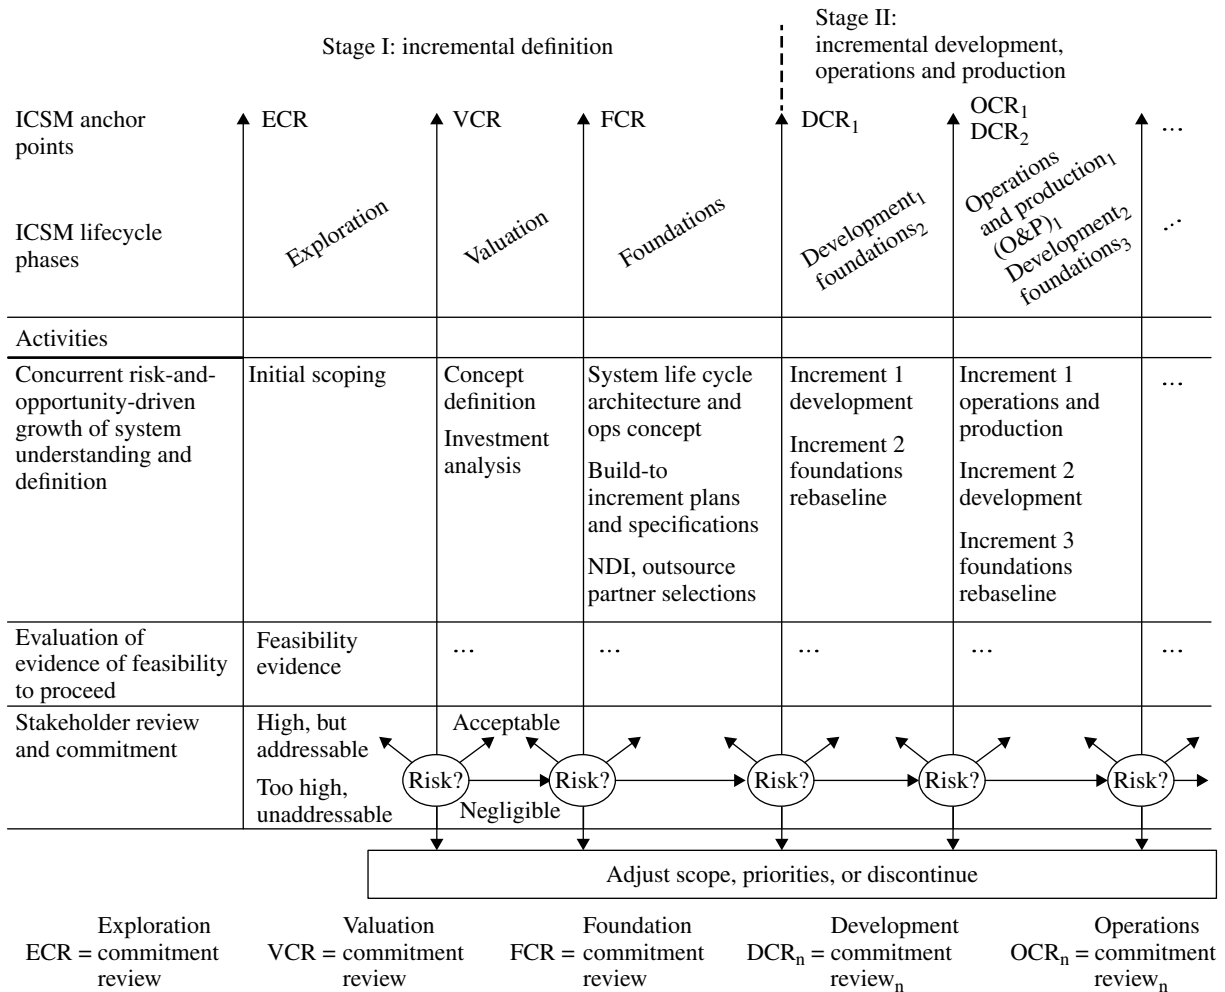 Stage I: incremental definition
Stage II:
incremental development,
operations and production
ICSM anchor
points
ECR
VCR
FCR
DCR₁
OCR₁
DCR₂
...
ICSM lifecycle
phases
Exploration
Valuation
Foundations
Development₁
foundations₂
Operations
and production₁
(O&P)₁
Development₂
foundations₃
...
Activities
Concurrent risk-and-
opportunity-driven
growth of system
understanding and
definition
Initial scoping
Concept
definition
Investment
analysis
System life cycle
architecture and
ops concept
Build-to
increment plans
and specifications
NDI, outsource
partner selections
Increment 1
development
Increment 2
foundations
rebaseline
Increment 1
operations and
production
Increment 2
development
Increment 3
foundations
rebaseline
...
Evaluation of
evidence of feasibility
to proceed
Feasibility
evidence
...
...
...
...
...
Stakeholder review
and commitment
High, but
addressable
Too high,
unaddressable
Acceptable
Negligible
Risk?
Risk?
Risk?
Risk?
Risk?
Adjust scope, priorities, or discontinue
Exploration
ECR = commitment
review
Valuation
VCR = commitment
review
Foundation
FCR = commitment
review
Development
DCRₙ = commitment
reviewₙ
Operations
OCRₙ = commitment
reviewₙ